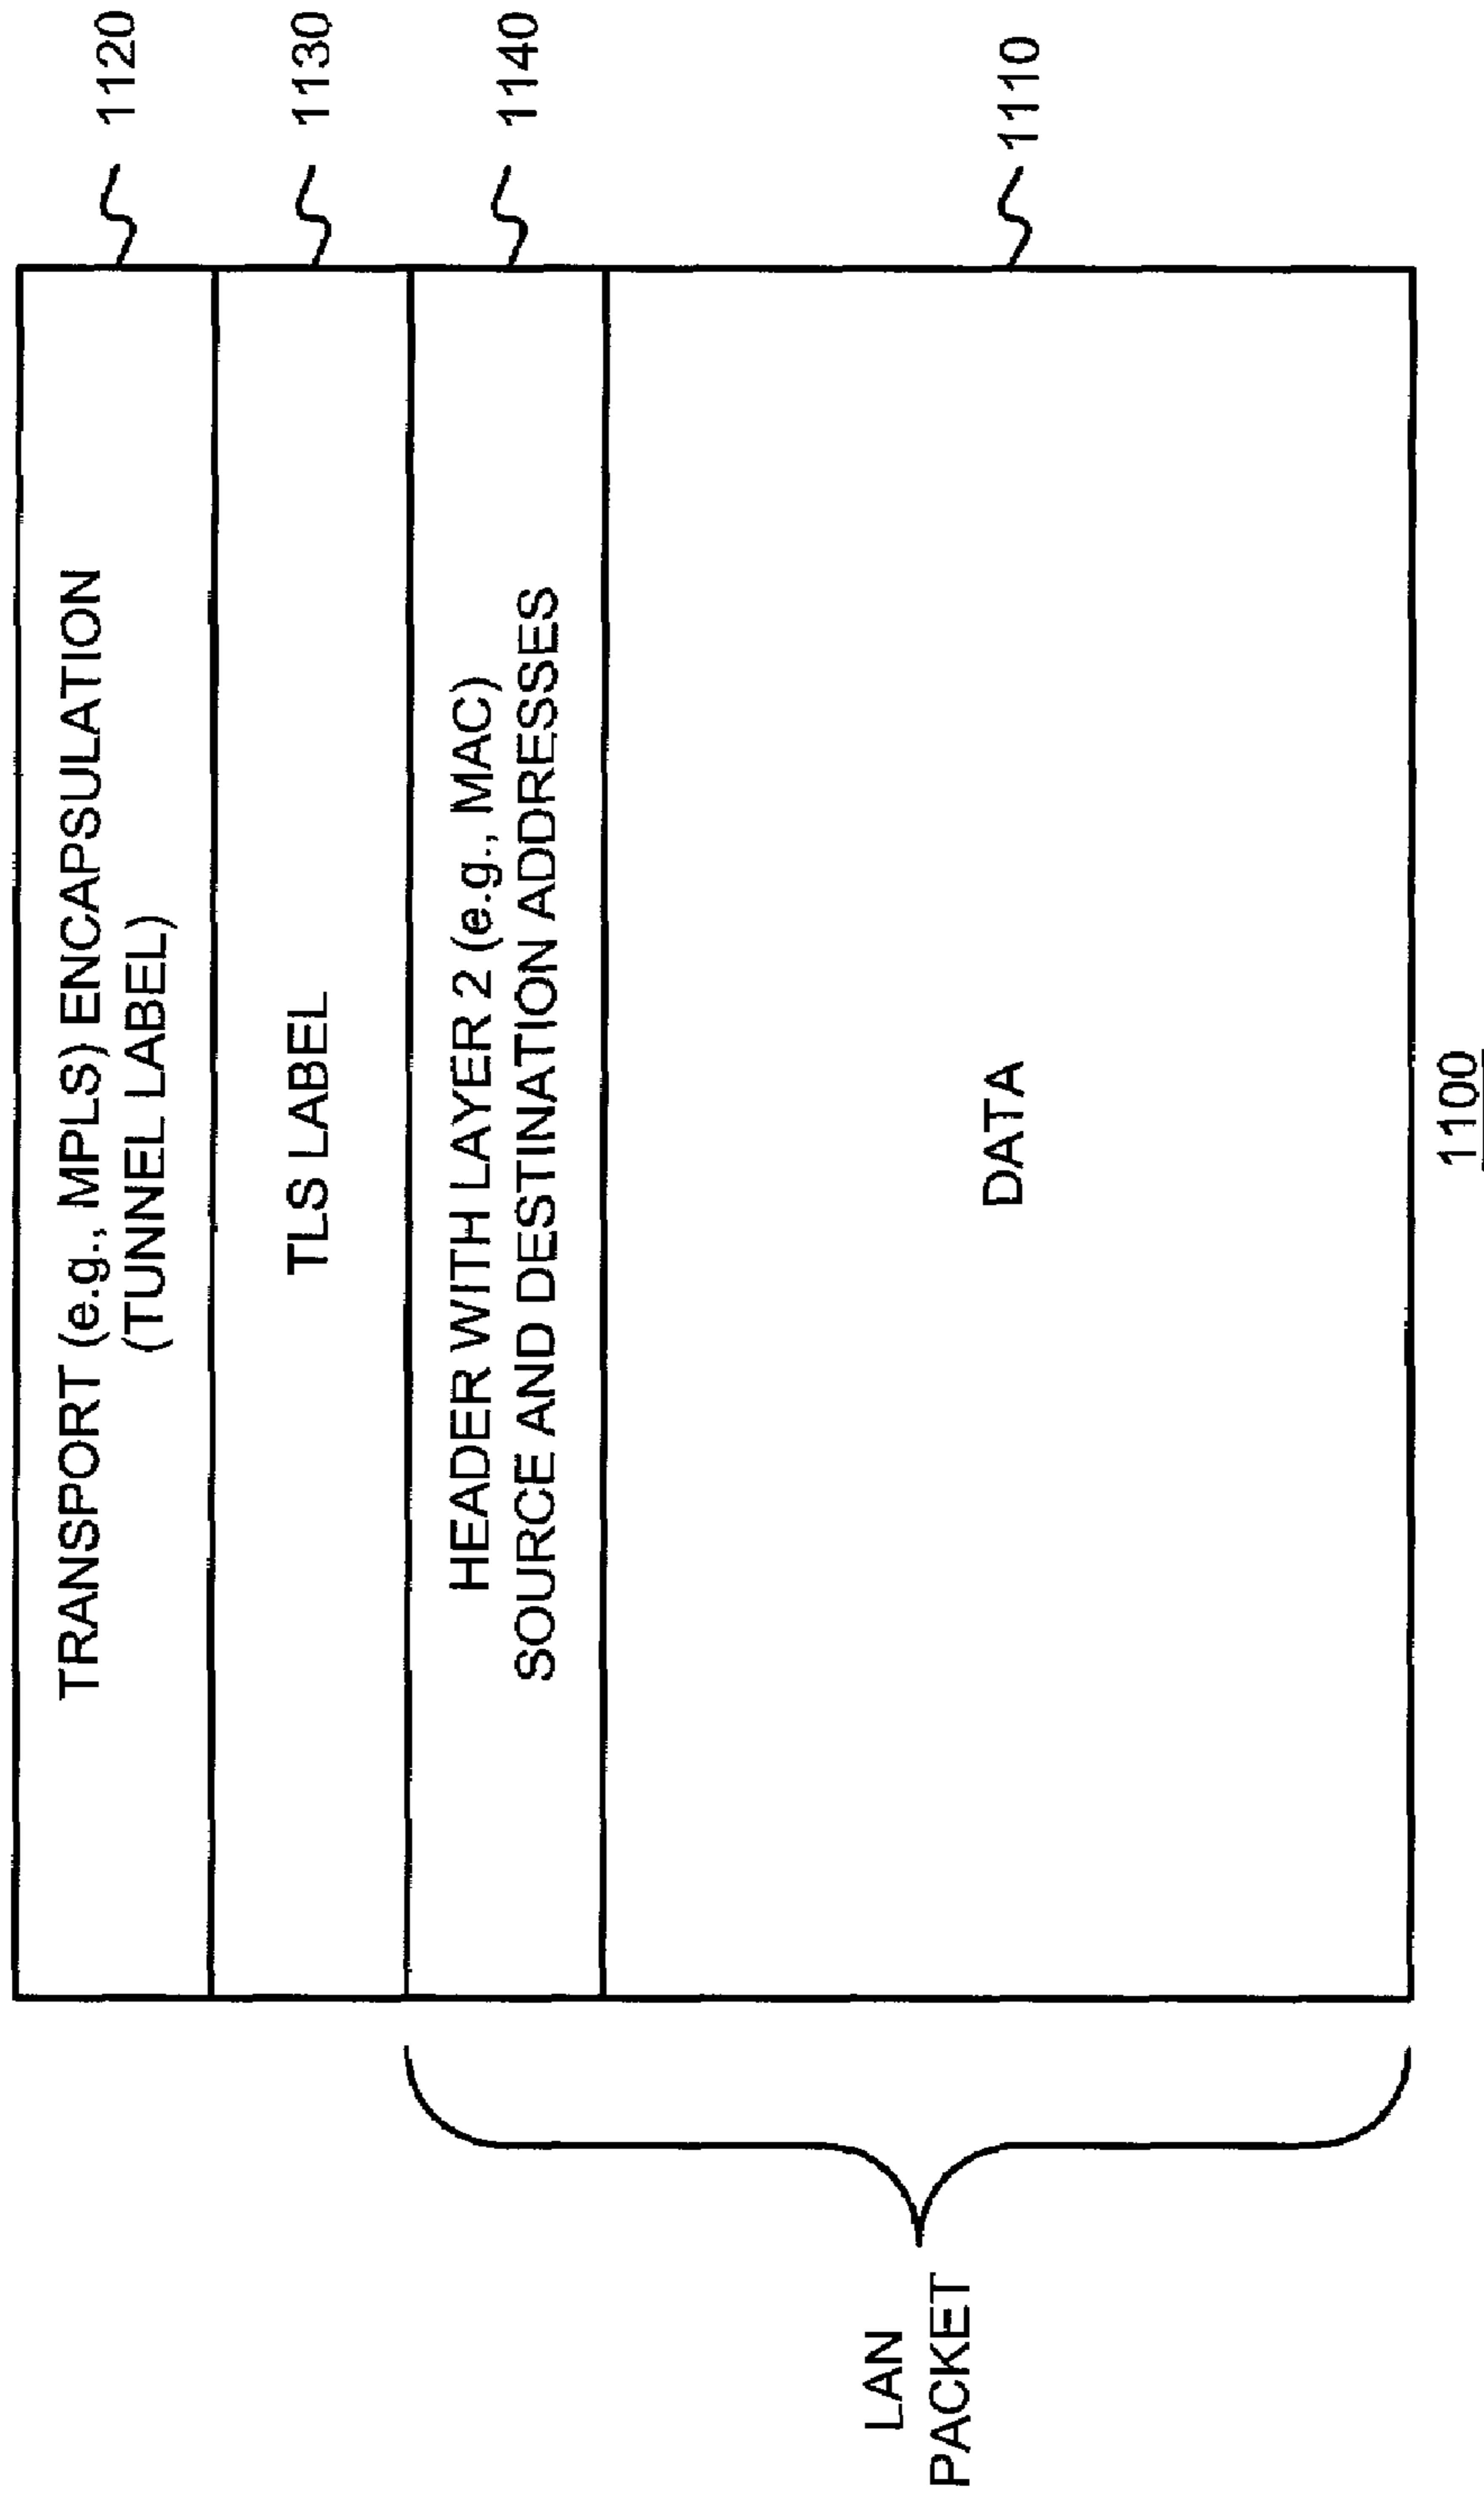 TRANSPORT (e.g., MPLS) ENCAPSULATION
(TUNNEL LABEL)
1120
TLS LABEL
1130
HEADER WITH LAYER 2 (e.g., MAC)
SOURCE AND DESTINATION ADDRESSES
1140
LAN
PACKET
DATA
1110
1100